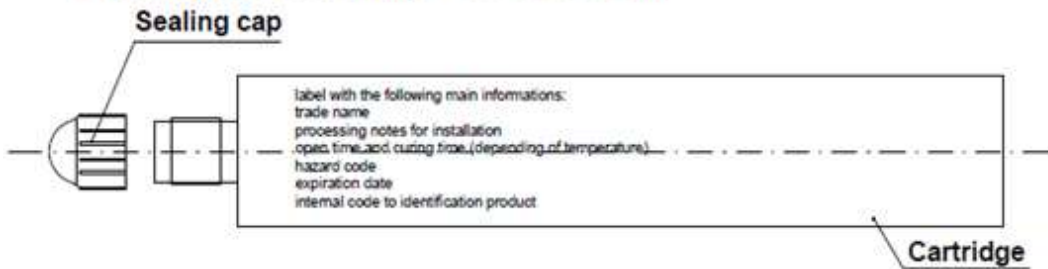 Sealing cap
label with the following main informations:
trade name
processing notes for installation
open time and curing time (depending of temperature)
hazard code
expiration date
internal code to identification product
Cartridge